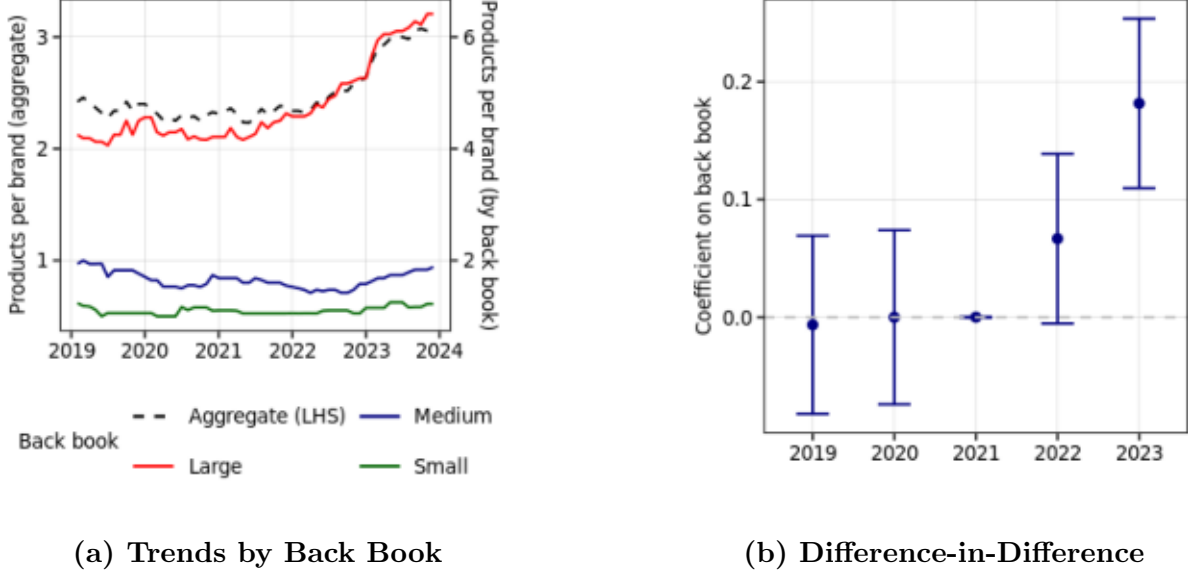 Products per brand (aggregate)
3
2
1
Products per brand (by back book)
6
4
2
2019 2020 2021 2022 2023 2024
Back book
Aggregate (LHS) Medium
Large Small
(a) Trends by Back Book
Coefficient on back book
0.2
0.1
0.0
2019 2020 2021 2022 2023
(b) Difference-in-Difference